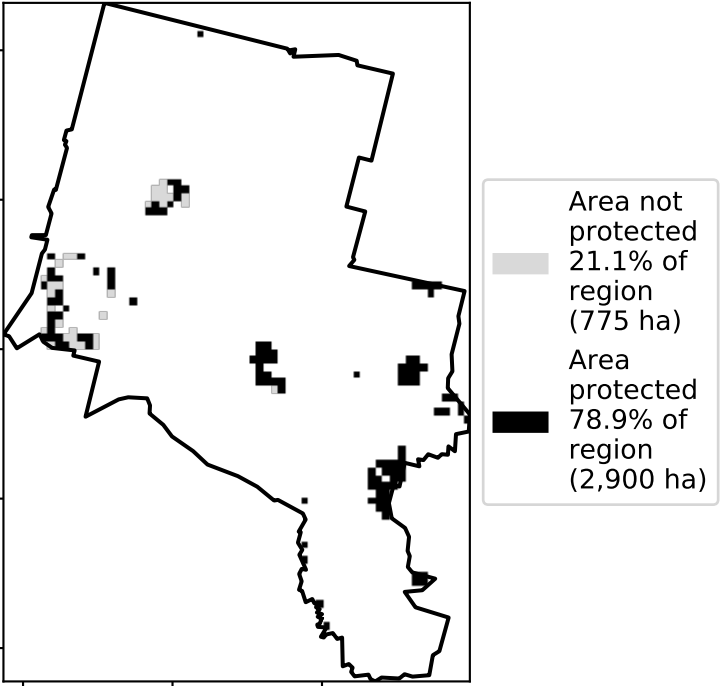 Area not
protected
21.1% of
region
(775 ha)
Area
protected
78.9% of
region
(2,900 ha)